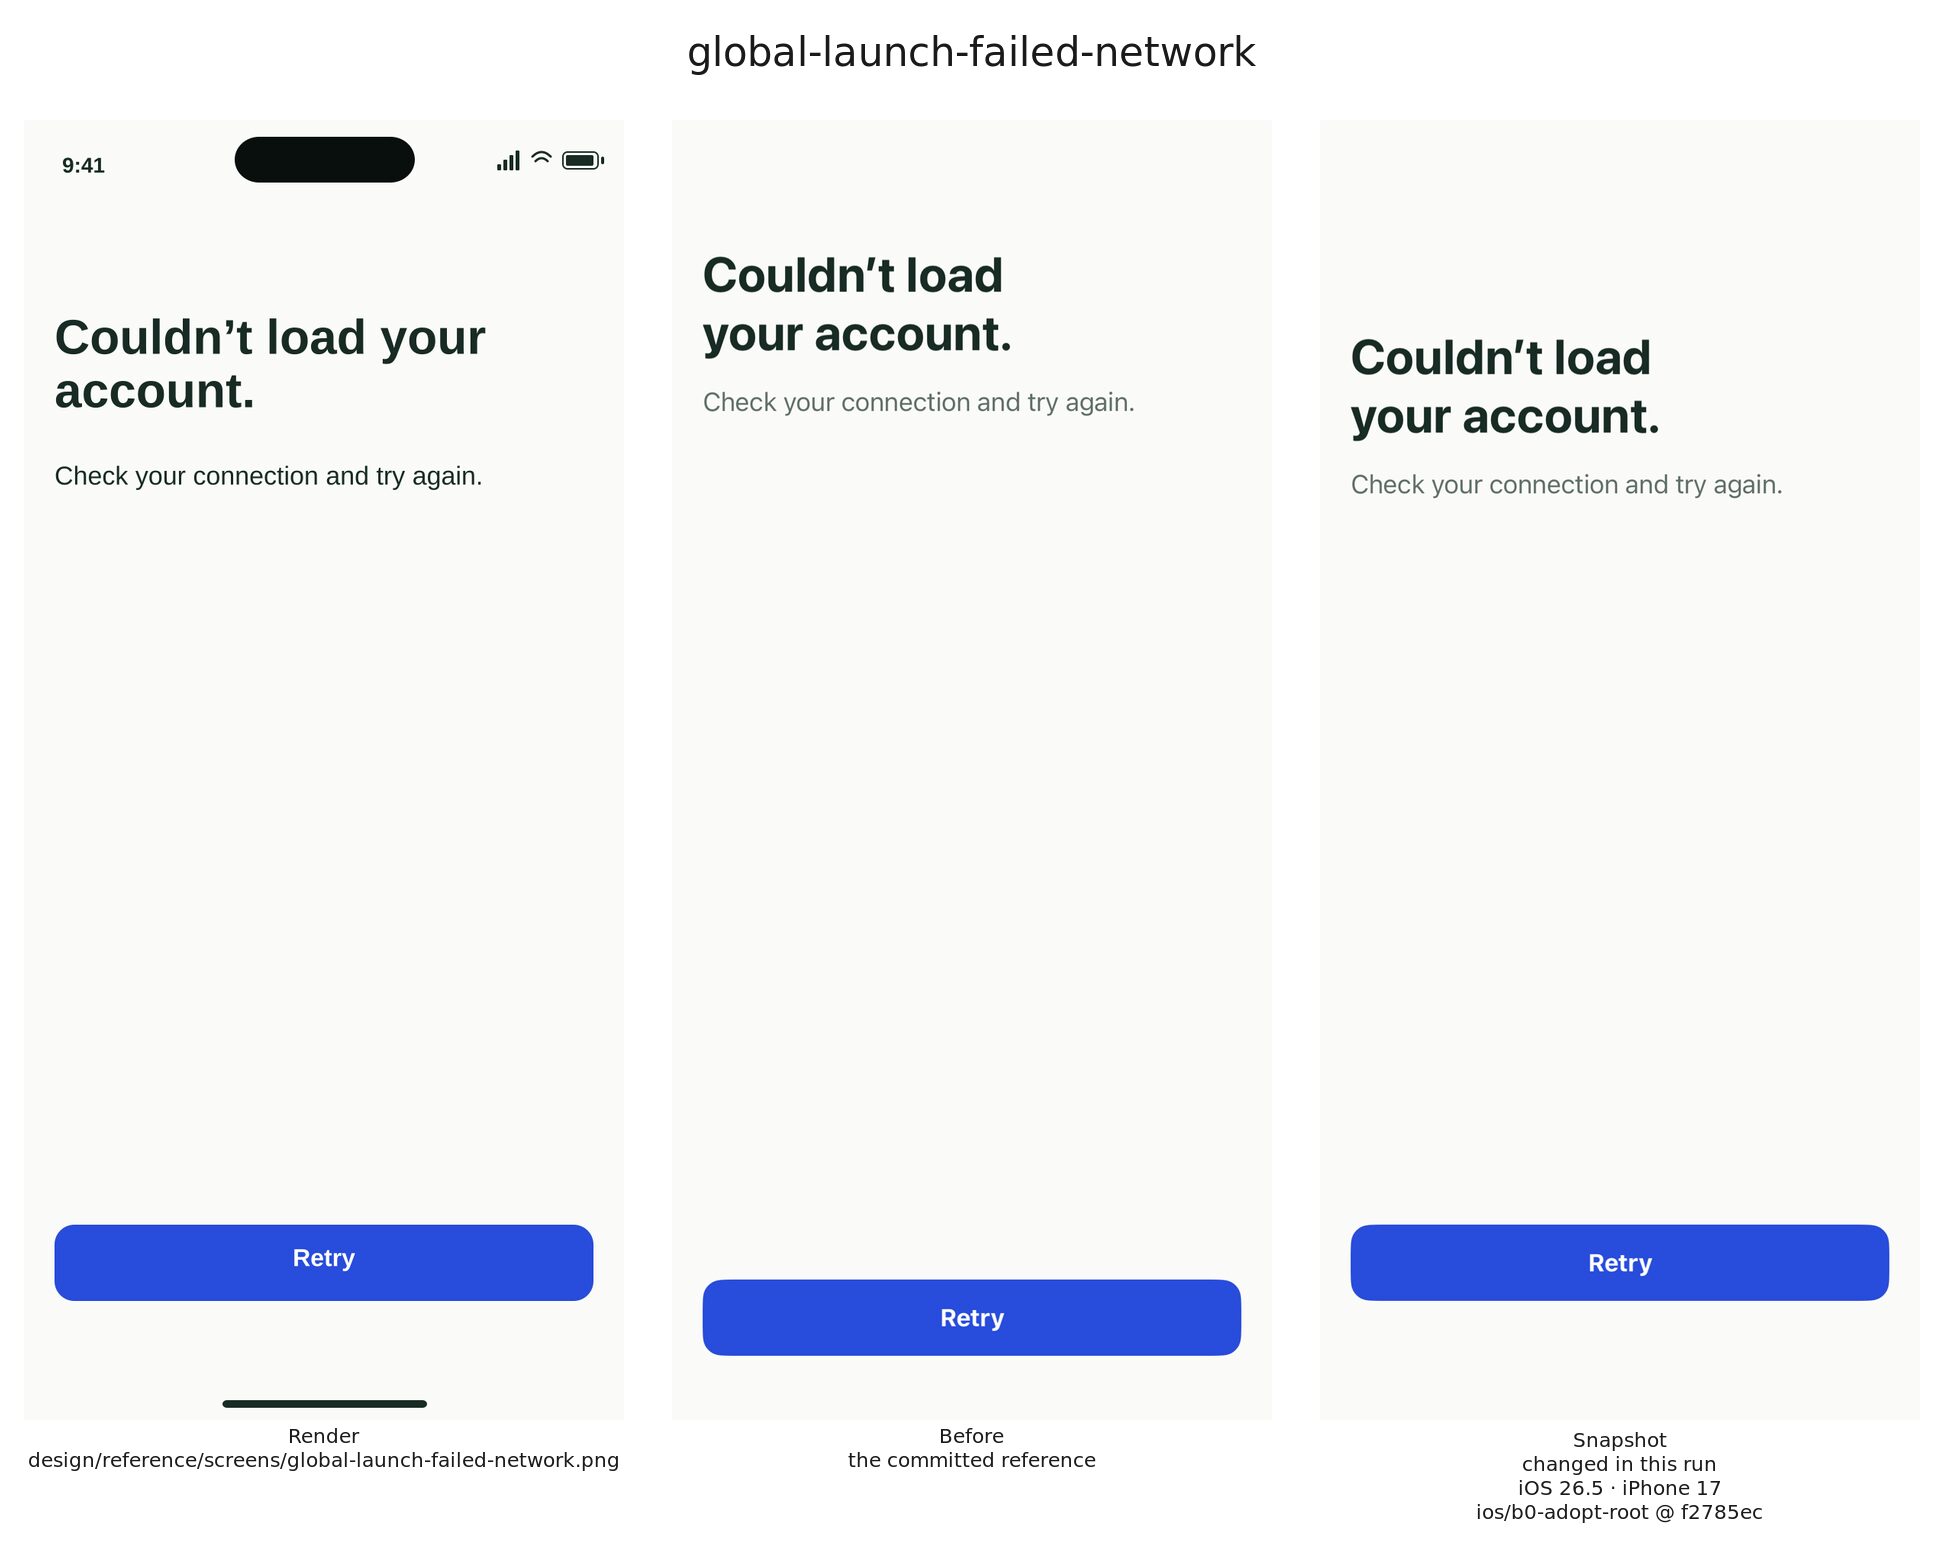 global-launch-failed-network
9:41
Couldn’t load your
account.
Check your connection and try again.
Retry
Render
design/reference/screens/global-launch-failed-network.png
Couldn’t load
your account.
Check your connection and try again.
Retry
Before
the committed reference
Couldn’t load
your account.
Check your connection and try again.
Retry
Snapshot
changed in this run
iOS 26.5 · iPhone 17
ios/b0-adopt-root @ f2785ec